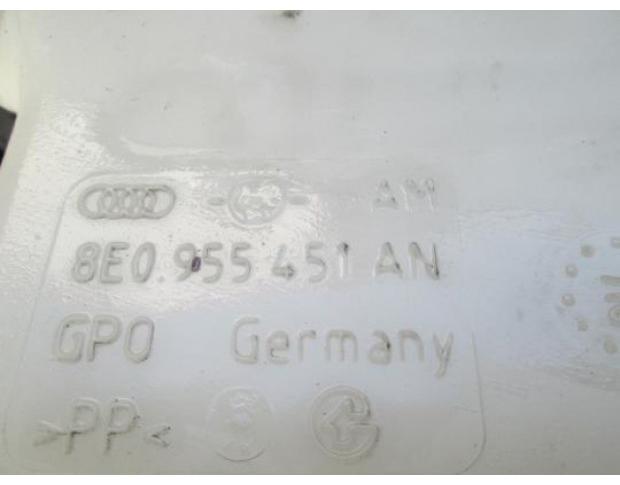 AM
8E0.955 451 AN
GPO Germany
>PP<